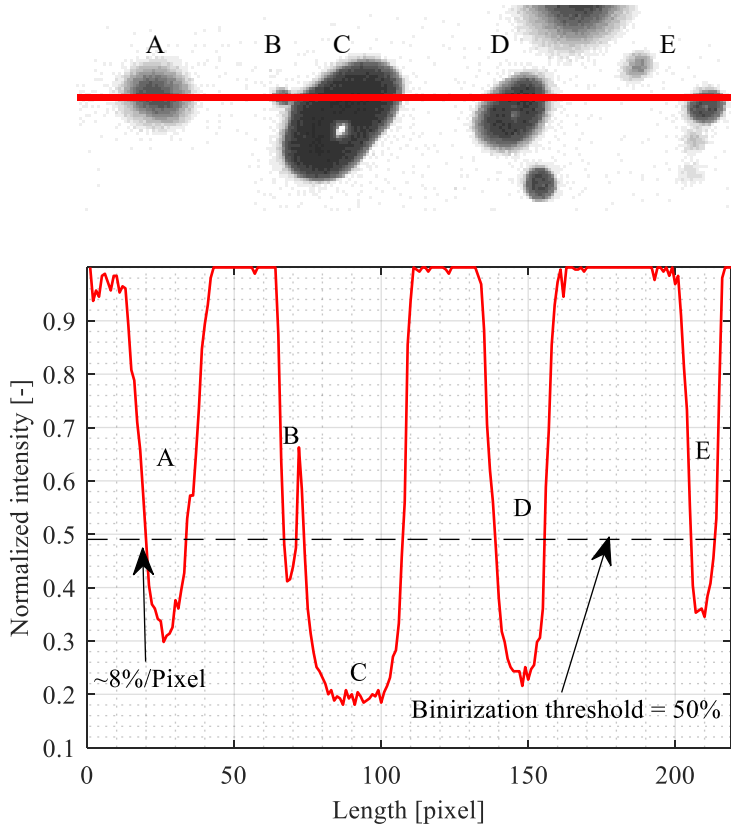 A B C D E
0.9
0.8
0.7
0.6
0.5
0.4
0.3
0.2
0.1
Normalized intensity [-]
A
B
C
D
E
~8%/Pixel
Binirization threshold = 50%
0 50 100 150 200
Length [pixel]